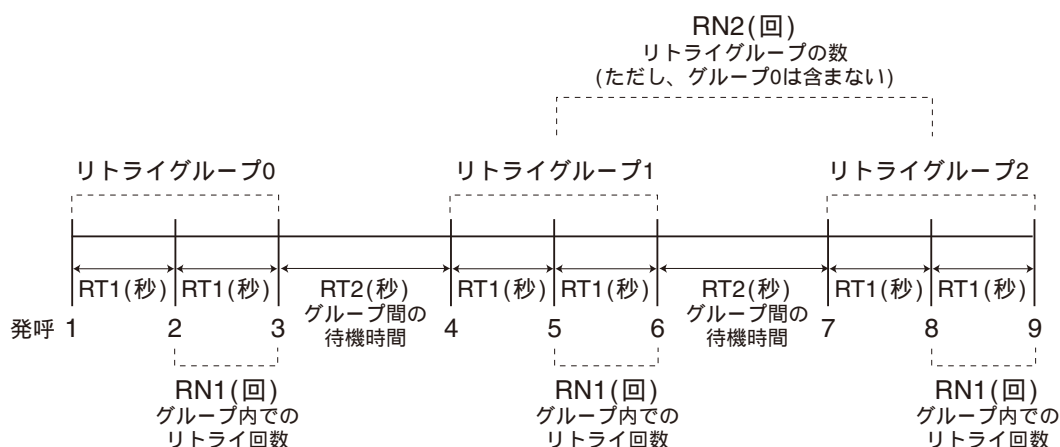 RN2(回)
リトライグループの数
(ただし、グループ0は含まない)
リトライグループ0
リトライグループ1
リトライグループ2
RT1(秒)
RT1(秒)
RT2(秒)
グループ間の
待機時間
RT1(秒)
RT1(秒)
RT2(秒)
グループ間の
待機時間
RT1(秒)
RT1(秒)
発呼 1 2 3 4 5 6 7 8 9
RN1(回)
グループ内での
リトライ回数
RN1(回)
グループ内での
リトライ回数
RN1(回)
グループ内での
リトライ回数